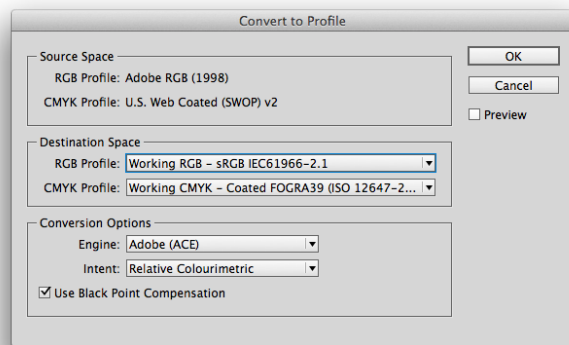 Convert to Profile
Source Space
RGB Profile: Adobe RGB (1998)
CMYK Profile: U.S. Web Coated (SWOP) v2
Destination Space
RGB Profile: Working RGB – sRGB IEC61966-2.1
CMYK Profile: Working CMYK – Coated FOGRA39 (ISO 12647-2...
Conversion Options
Engine: Adobe (ACE)
Intent: Relative Colourimetric
Use Black Point Compensation
OK
Cancel
Preview